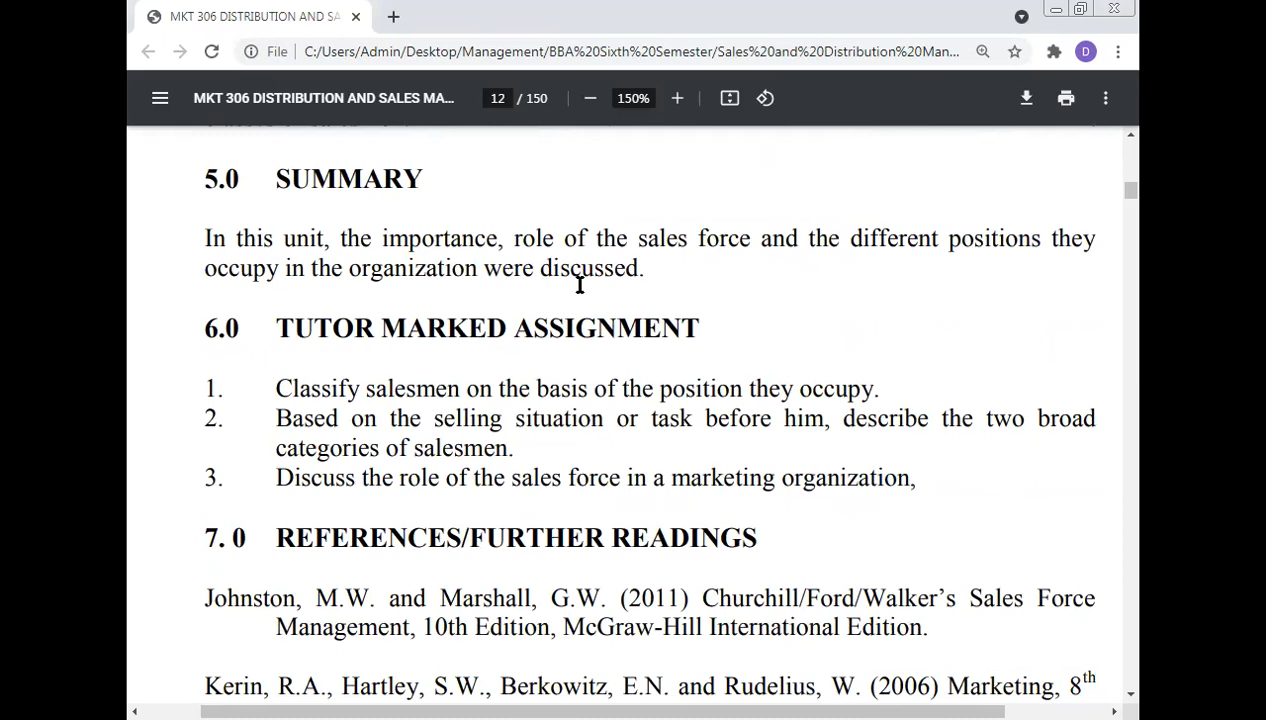 MKT 306 DISTRIBUTION AND SA
File C:/Users/Admin/Desktop/Management/BBA%20Sixth%20Semester/Sales%20and%20Distribution%20Man... D
MKT 306 DISTRIBUTION AND SALES MA... 12 / 150 150%
5.0 SUMMARY
In this unit, the importance, role of the sales force and the different positions they
occupy in the organization were discussed.
6.0 TUTOR MARKED ASSIGNMENT
1. Classify salesmen on the basis of the position they occupy.
2. Based on the selling situation or task before him, describe the two broad
categories of salesmen.
3. Discuss the role of the sales force in a marketing organization,
7. 0 REFERENCES/FURTHER READINGS
Johnston, M.W. and Marshall, G.W. (2011) Churchill/Ford/Walker’s Sales Force
Management, 10th Edition, McGraw-Hill International Edition.
Kerin, R.A., Hartley, S.W., Berkowitz, E.N. and Rudelius, W. (2006) Marketing, 8th